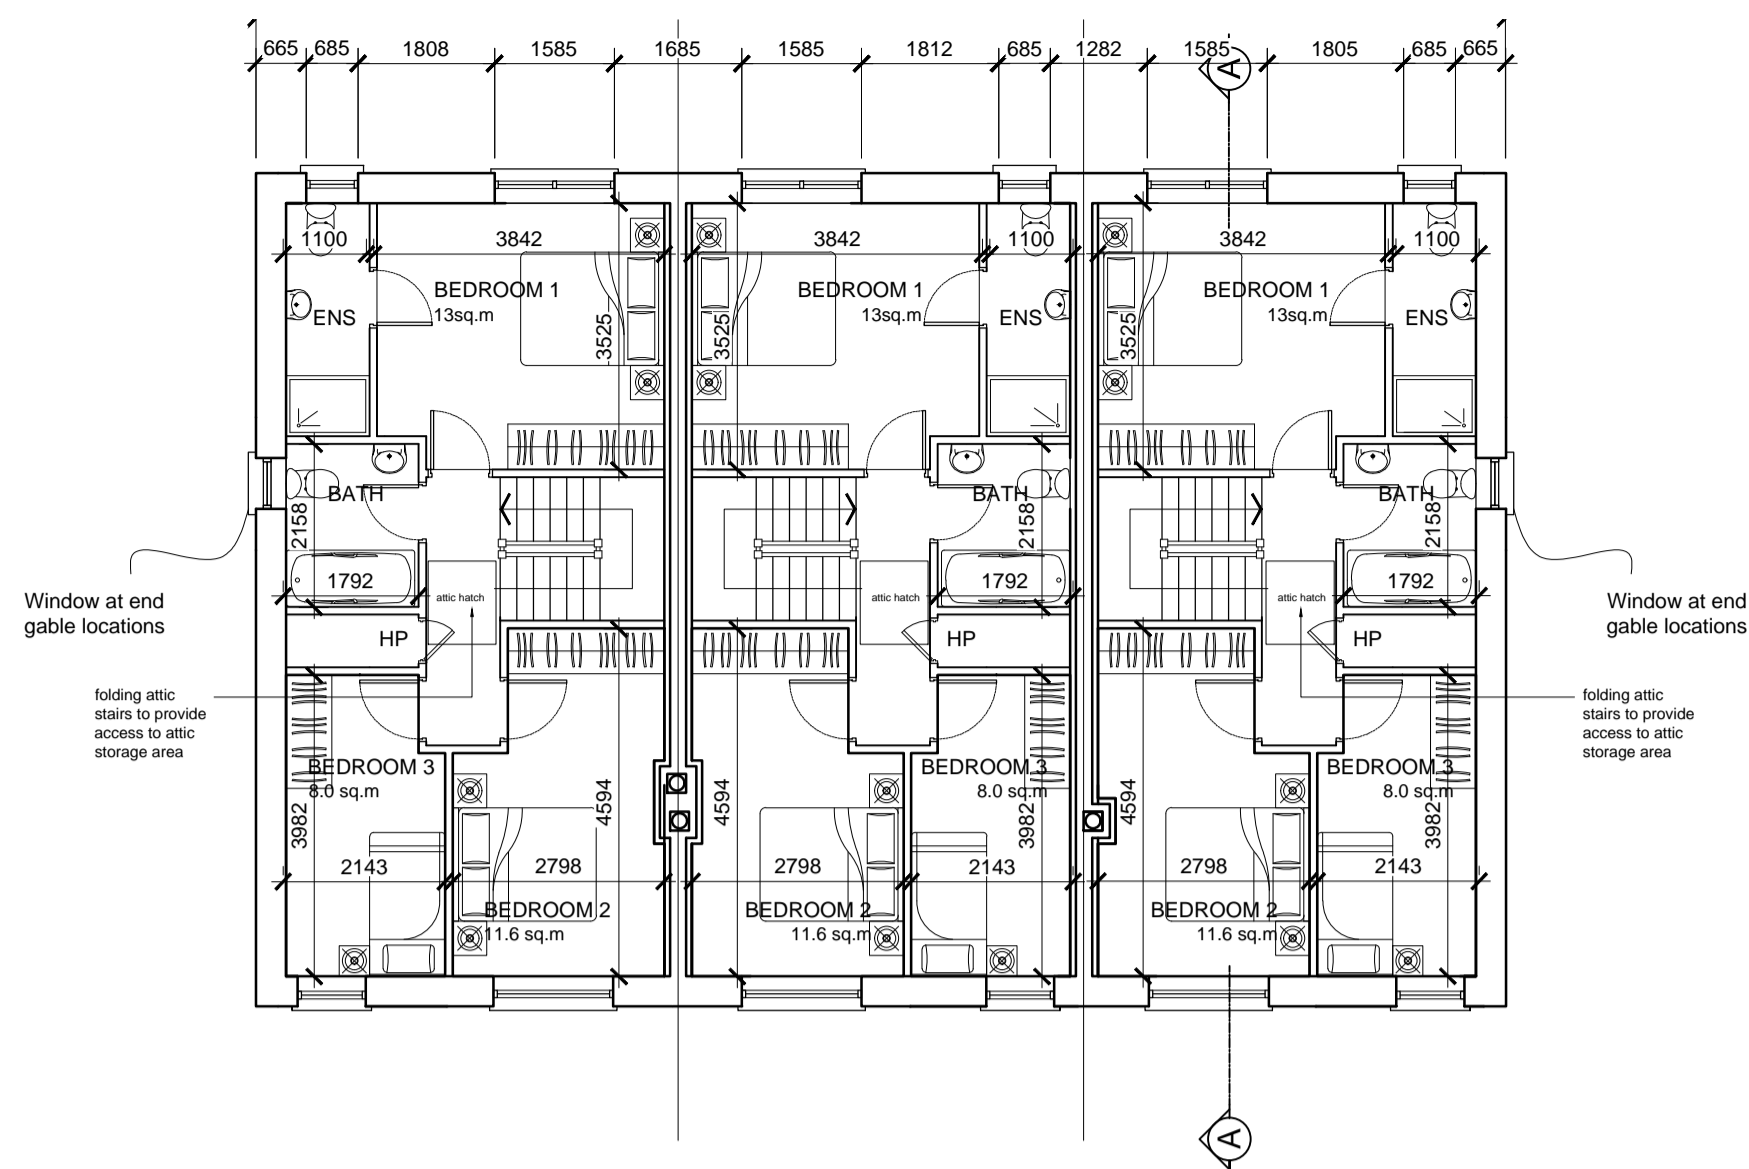 665 685 1808 1585 1685 1585 1812 685 1282 1585 1805 685 665
A
1100 3842 3842 1100 3842 1100
BEDROOM 1 BEDROOM 1 BEDROOM 1
13sq.m 13sq.m 13sq.m
ENS ENS ENS
3525 3525 3525
BATH BATH BATH
2158 2158 2158
1792 1792 1792
attic hatch attic hatch attic hatch
Window at end
gable locations
Window at end
gable locations
HP HP HP
folding attic
stairs to provide
access to attic
storage area
folding attic
stairs to provide
access to attic
storage area
BEDROOM 3 BEDROOM 3 BEDROOM 3
8.0 sq.m 8.0 sq.m 8.0 sq.m
3982 4594 4594 3982 4594 3982
2143 2798 2798 2143 2798 2143
BEDROOM 2 BEDROOM 2 BEDROOM 2
11.6 sq.m 11.6 sq.m 11.6 sq.m
A